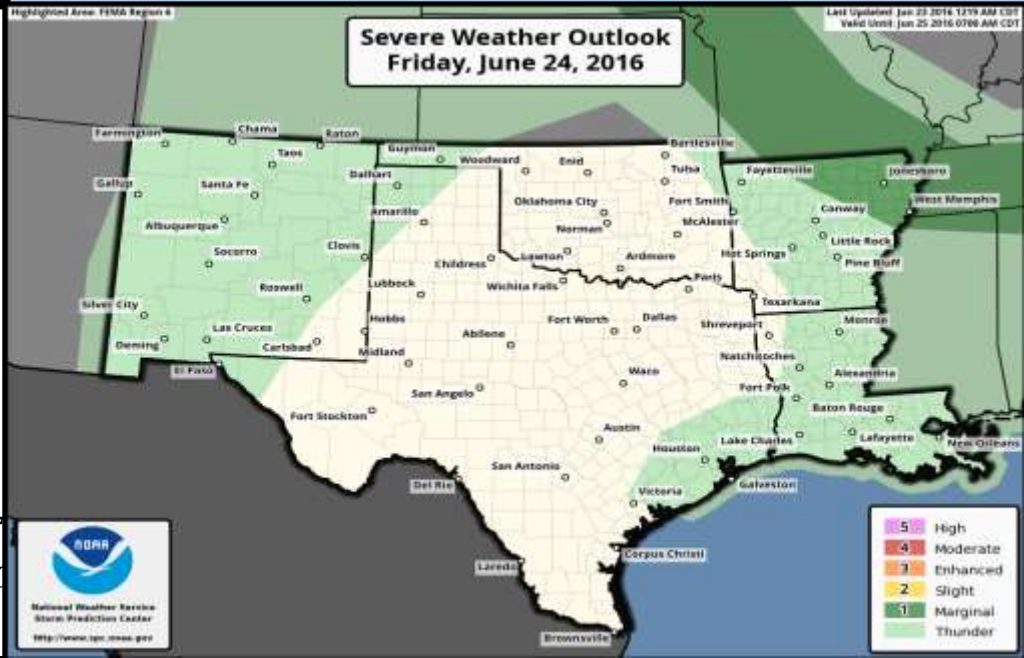 Highlighted Area: FEMA Region 6
Last Updated: Jun 23 2016 1219 AM CDT
Valid Until: Jun 25 2016 0700 AM CDT
Severe Weather Outlook
Friday, June 24, 2016
Farmington
Chama
Raton
Taos
Guymon
Woodward
Enid
Bartlesville
Gallup
Santa Fe
Dalhart
Tulsa
Fayetteville
Jonesboro
Albuquerque
Amarillo
Oklahoma City
Fort Smith
Conway
West Memphis
Norman
McAlester
Socorro
Clovis
Childress
Lawton
Ardmore
Hot Springs
Little Rock
Pine Bluff
Roswell
Lubbock
Wichita Falls
Paris
Texarkana
Silver City
Las Cruces
Hobbs
Abilene
Fort Worth
Dallas
Shreveport
Monroe
Deming
Carlsbad
Midland
Natchitoches
El Paso
San Angelo
Waco
Fort Polk
Alexandria
Fort Stockton
Austin
Baton Rouge
Houston
Lake Charles
Lafayette
New Orleans
San Antonio
Del Rio
Victoria
Galveston
Laredo
Corpus Christi
Brownsville
NOAA
National Weather Service
Storm Prediction Center
http://www.spc.noaa.gov
5 High
4 Moderate
3 Enhanced
2 Slight
1 Marginal
Thunder